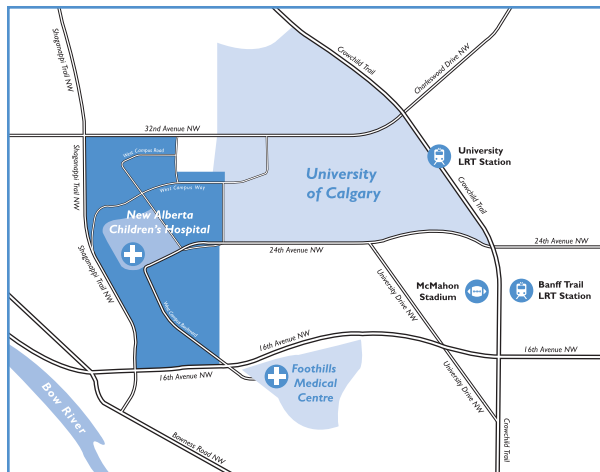 Shaganappi Trail NW
Crowchild Trail
Charleswood Drive NW
32nd Avenue NW
West Campus Road
University
LRT Station
Shaganappi Trail NW
West Campus Way
University
of Calgary
Crowchild Trail
New Alberta
Children's Hospital
24th Avenue NW
24th Avenue NW
Shaganappi Trail NW
University Drive NW
McMahon
Stadium
Banff Trail
LRT Station
West Campus Boulevard
16th Avenue NW
16th Avenue NW
16th Avenue NW
Foothills
Medical
Centre
University Drive NW
Bow River
Bowness Road NW
Crowchild Trail